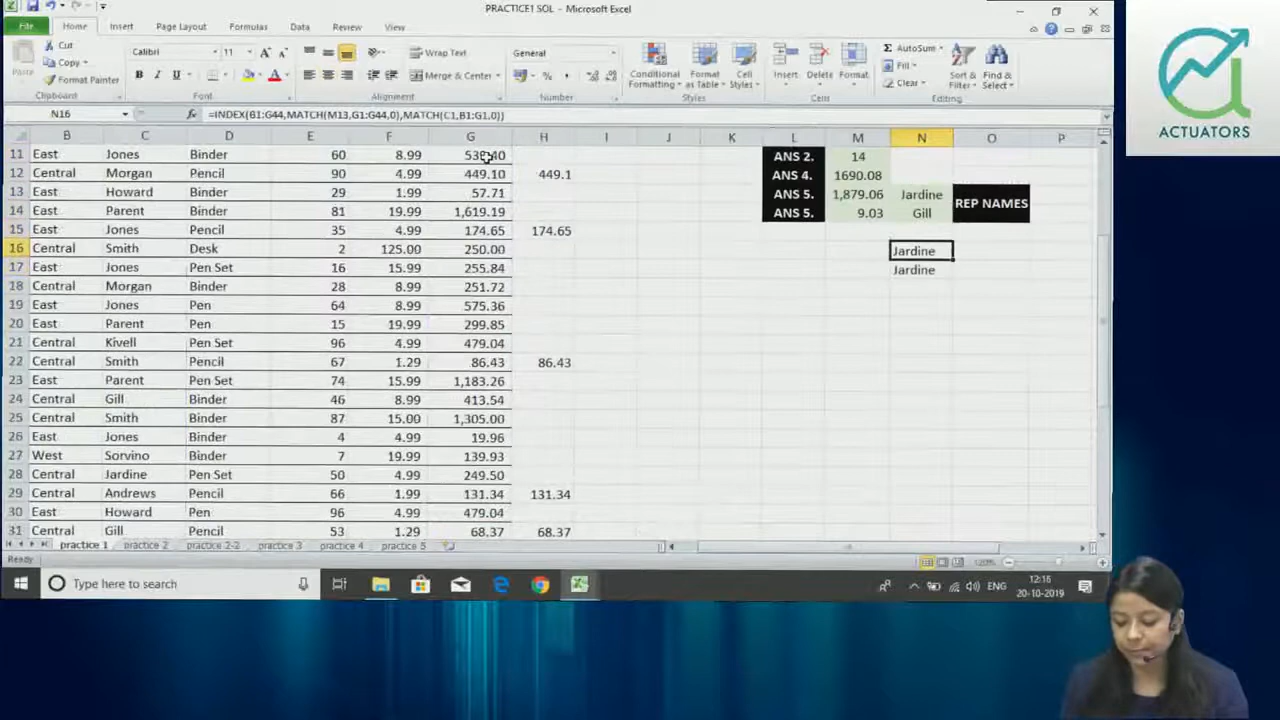 PRACTICE1 SOL - Microsoft Excel
File Home Insert Page Layout Formulas Data Review View
Cut
Copy
Format Painter
Paste
Clipboard
Calibri 11
B I U A
Font
Wrap Text
Merge & Center
Alignment
General
Number
Conditional Formatting
Format as Table
Cell Styles
Styles
Insert Delete Format
Cells
AutoSum
Fill
Clear
Sort & Filter
Find & Select
Editing
N16 fx =INDEX(B1:G44,MATCH(M13,G1:G44,0),MATCH(C1,B1:G1,0))
B C D E F G H I J K L M N O P
11 East Jones Binder 60 8.99 ANS 2. 14
12 Central Morgan Pencil 90 4.99 449.10 449.1 ANS 4. 1690.08
13 East Howard Binder 29 1.99 57.71 ANS 5. 1,879.06 Jardine REP NAMES
14 East Parent Binder 81 19.99 1,619.19 ANS 5. 9.03 Gill
15 East Jones Pencil 35 4.99 174.65 174.65
16 Central Smith Desk 2 125.00 250.00 Jardine
17 East Jones Pen Set 16 15.99 255.84 Jardine
18 Central Morgan Binder 28 8.99 251.72
19 East Jones Pen 64 8.99 575.36
20 East Parent Pen 15 19.99 299.85
21 Central Kivell Pen Set 96 4.99 479.04
22 Central Smith Pencil 67 1.29 86.43 86.43
23 East Parent Pen Set 74 15.99 1,183.26
24 Central Gill Binder 46 8.99 413.54
25 Central Smith Binder 87 15.00 1,305.00
26 East Jones Binder 4 4.99 19.96
27 West Sorvino Binder 7 19.99 139.93
28 Central Jardine Pen Set 50 4.99 249.50
29 Central Andrews Pencil 66 1.99 131.34 131.34
30 East Howard Pen 96 4.99 479.04
31 Central Gill Pencil 53 1.29 68.37 68.37
practice 1 practice 2 practice 2-2 practice 3 practice 4 practice 5
Ready 120%
Type here to search
ENG
12:16
20-10-2019
ACTUATORS